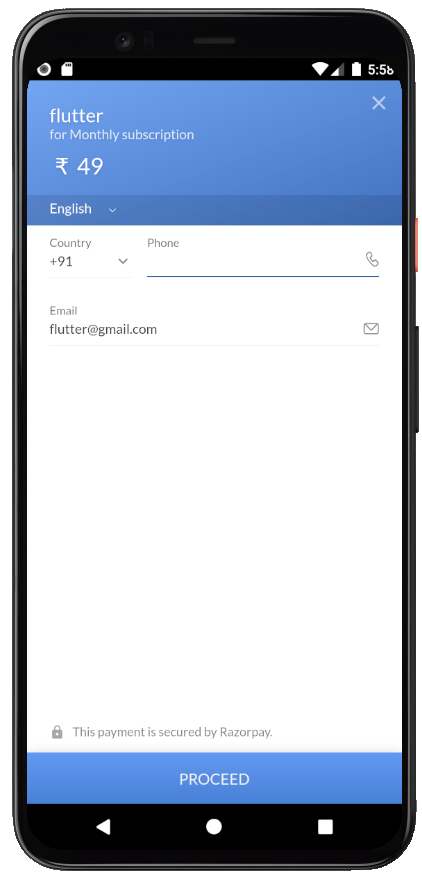 5:58
flutter
for Monthly subscription
₹ 49
English
Country
Phone
+91
Email
flutter@gmail.com
This payment is secured by Razorpay.
PROCEED